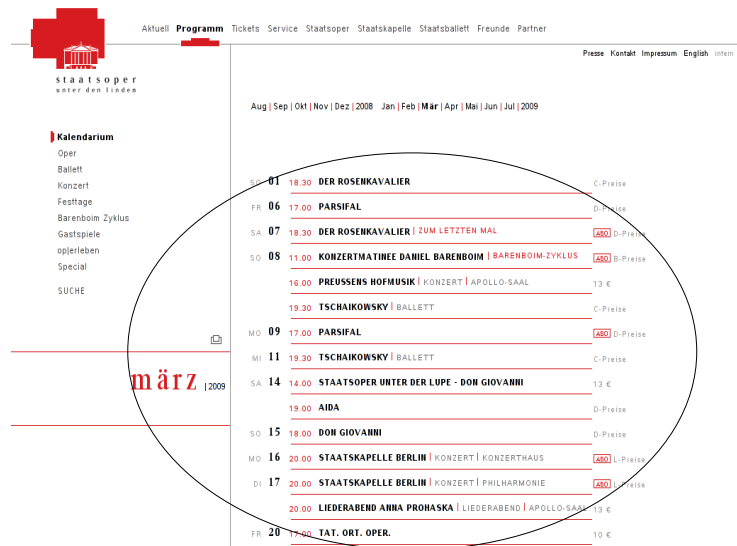 Aktuell Programm Tickets Service Staatsoper Staatskapelle Staatsballett Freunde Partner
Presse Kontakt Impressum English intern
staatsoper
unter den linden
Aug | Sep | Okt | Nov | Dez | 2008 Jan | Feb | Mär | Apr | Mai | Jun | Jul | 2009
Kalendarium
Oper
Ballett
Konzert
Festtage
Barenboim Zyklus
Gastspiele
op|erleben
Special
SUCHE
märz | 2009
SO 01 18.30 DER ROSENKAVALIER C-Preise
FR 06 17.00 PARSIFAL D-Preise
SA 07 18.30 DER ROSENKAVALIER | ZUM LETZTEN MAL ABO D-Preise
SO 08 11.00 KONZERTMATINEE DANIEL BARENBOIM | BARENBOIM-ZYKLUS ABO B-Preise
16.00 PREUSSENS HOFMUSIK | KONZERT | APOLLO-SAAL 13 €
19.30 TSCHAIKOWSKY | BALLETT C-Preise
MO 09 17.00 PARSIFAL ABO D-Preise
MI 11 19.30 TSCHAIKOWSKY | BALLETT C-Preise
SA 14 14.00 STAATSOPER UNTER DER LUPE - DON GIOVANNI 13 €
19.00 AIDA D-Preise
SO 15 18.00 DON GIOVANNI D-Preise
MO 16 20.00 STAATSKAPELLE BERLIN | KONZERT | KONZERTHAUS ABO L-Preise
DI 17 20.00 STAATSKAPELLE BERLIN | KONZERT | PHILHARMONIE ABO L-Preise
20.00 LIEDERABEND ANNA PROHASKA | LIEDERABEND | APOLLO-SAAL 13 €
FR 20 17.00 TAT. ORT. OPER. 10 €